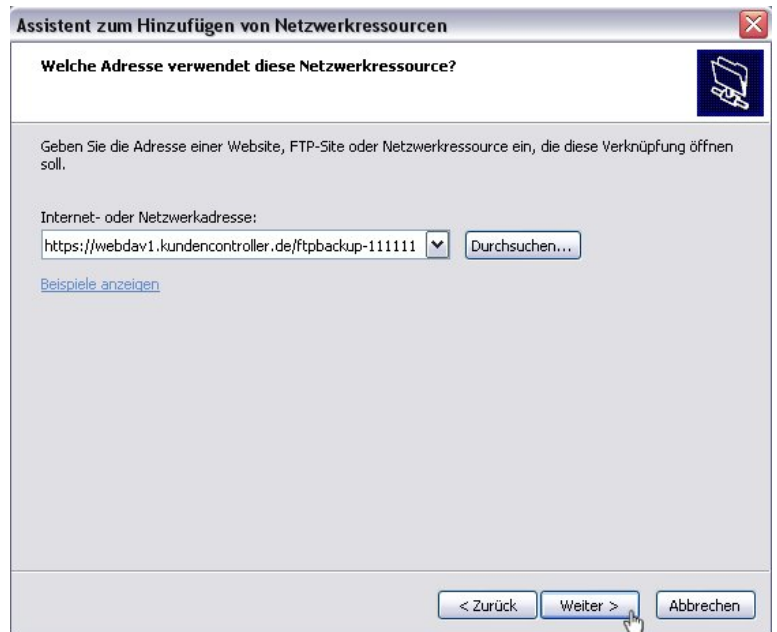 Assistent zum Hinzufügen von Netzwerkressourcen
Welche Adresse verwendet diese Netzwerkressource?
Geben Sie die Adresse einer Website, FTP-Site oder Netzwerkressource ein, die diese Verknüpfung öffnen
soll.
Internet- oder Netzwerkadresse:
https://webdav1.kundencontroller.de/ftpbackup-111111 Durchsuchen...
Beispiele anzeigen
< Zurück Weiter > Abbrechen